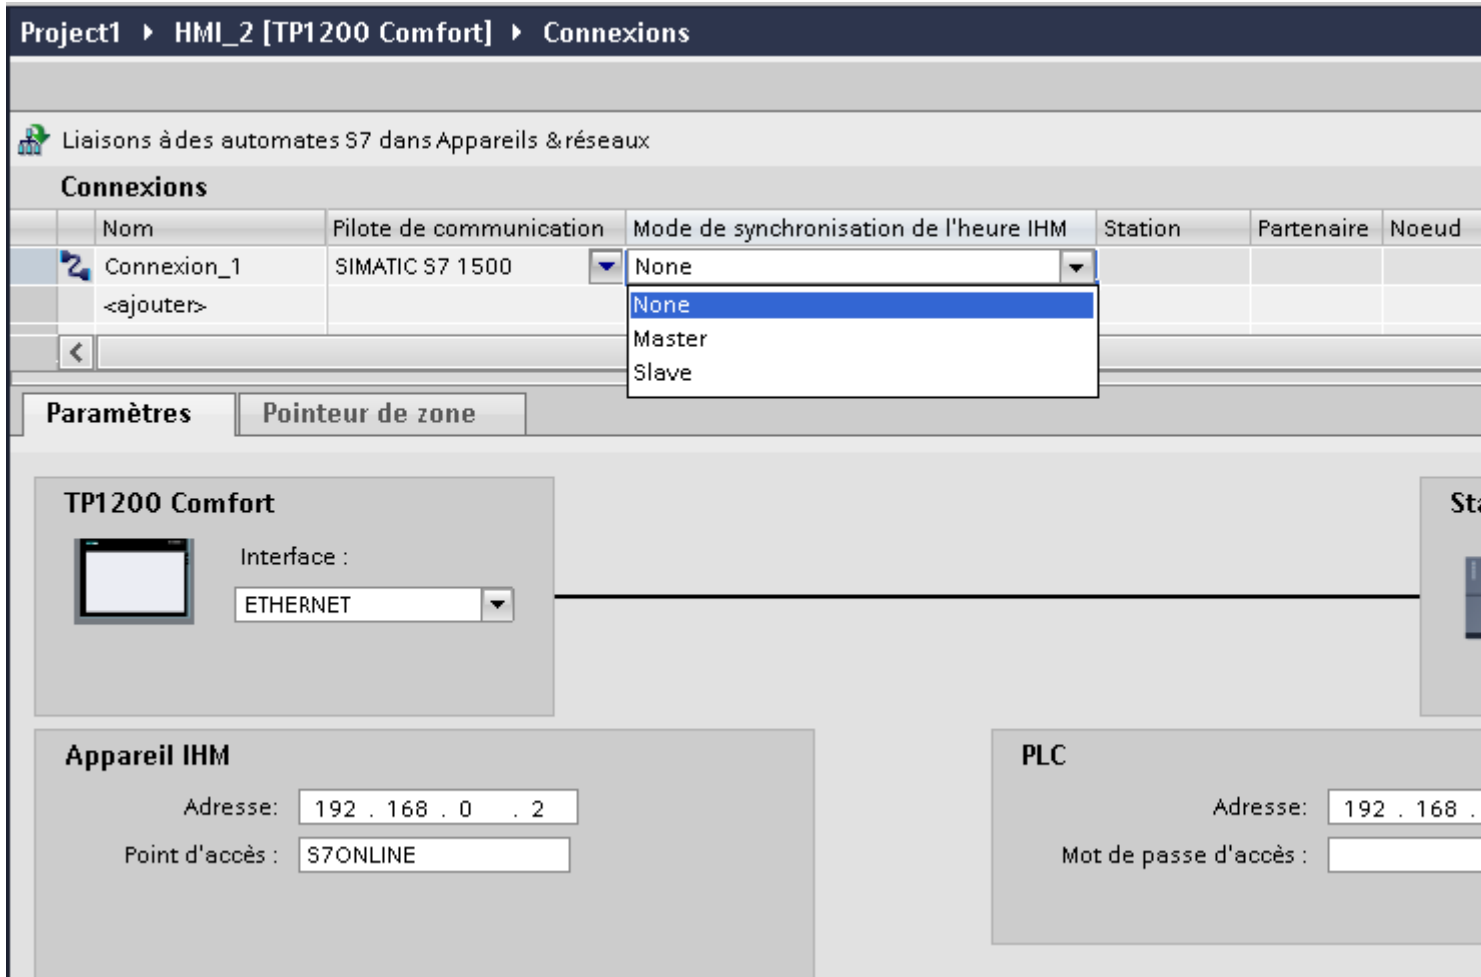 Project1 ▸ HMI_2 [TP1200 Comfort] ▸ Connexions
Liaisons à des automates S7 dans Appareils & réseaux
Connexions
Nom Pilote de communication Mode de synchronisation de l'heure IHM Station Partenaire Noeud
Connexion_1 SIMATIC S7 1500 None
<ajouter> None
Master
Slave
Paramètres Pointeur de zone
TP1200 Comfort
Interface :
ETHERNET
Appareil IHM PLC
Adresse: 192 . 168 . 0 . 2 Adresse: 192 . 168 .
Point d'accès : S7ONLINE Mot de passe d'accès :